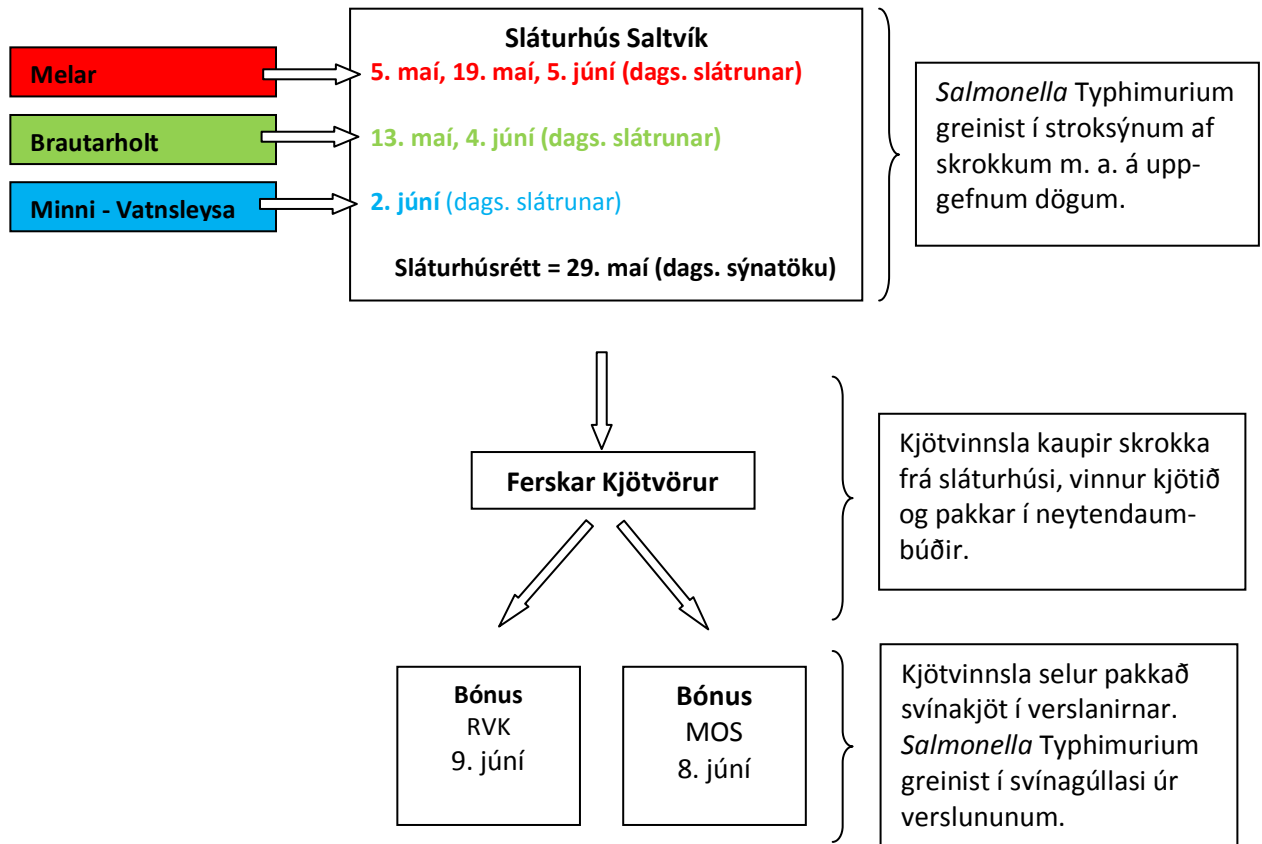 Sláturhús Saltvík
Melar
5. maí, 19. maí, 5. júní (dags. slátrunar)
Brautarholt
13. maí, 4. júní (dags. slátrunar)
Minni - Vatnsleysa
2. júní (dags. slátrunar)
Sláturhúsrétt = 29. maí (dags. sýnatöku)
Salmonella Typhimurium
greinist í stroksýnum af
skrokkum m. a. á upp-
gefnum dögum.
Ferskar Kjötvörur
Kjötvinnsla kaupir skrokka
frá sláturhúsi, vinnur kjötið
og pakkar í neytendaum-
búðir.
Bónus
RVK
9. júní
Bónus
MOS
8. júní
Kjötvinnsla selur pakkað
svínakjöt í verslanirnar.
Salmonella Typhimurium
greinist í svínagúllasi úr
verslununum.